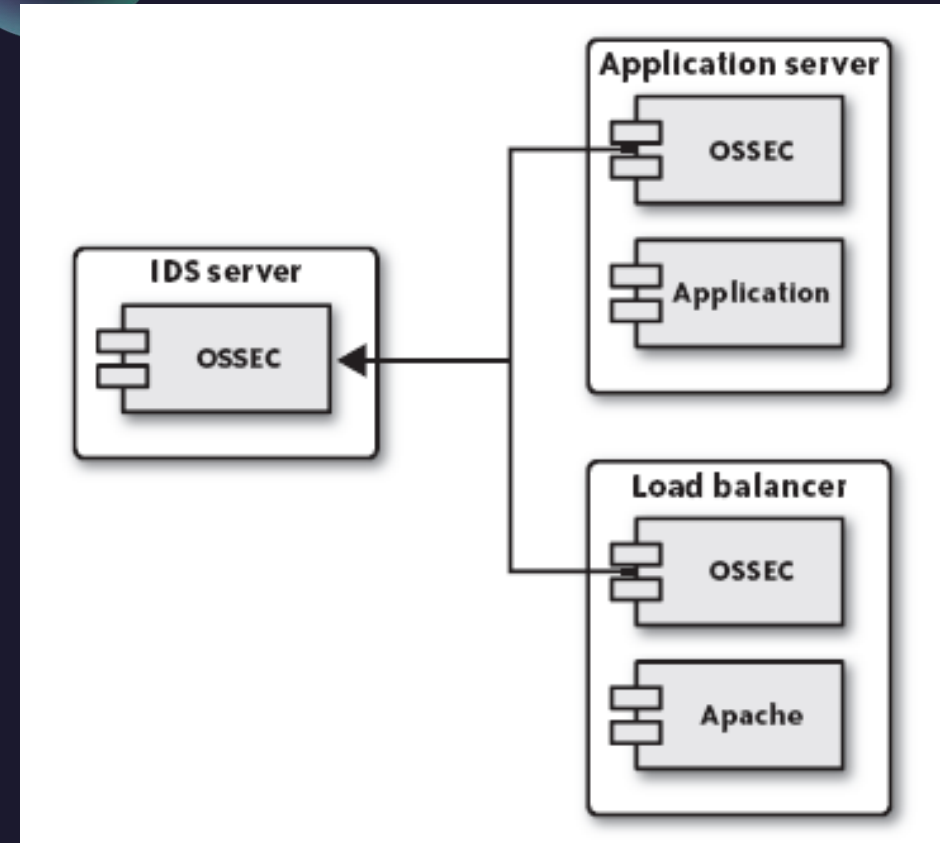 IDS server
OSSEC
Application server
OSSEC
Application
Load balancer
OSSEC
Apache